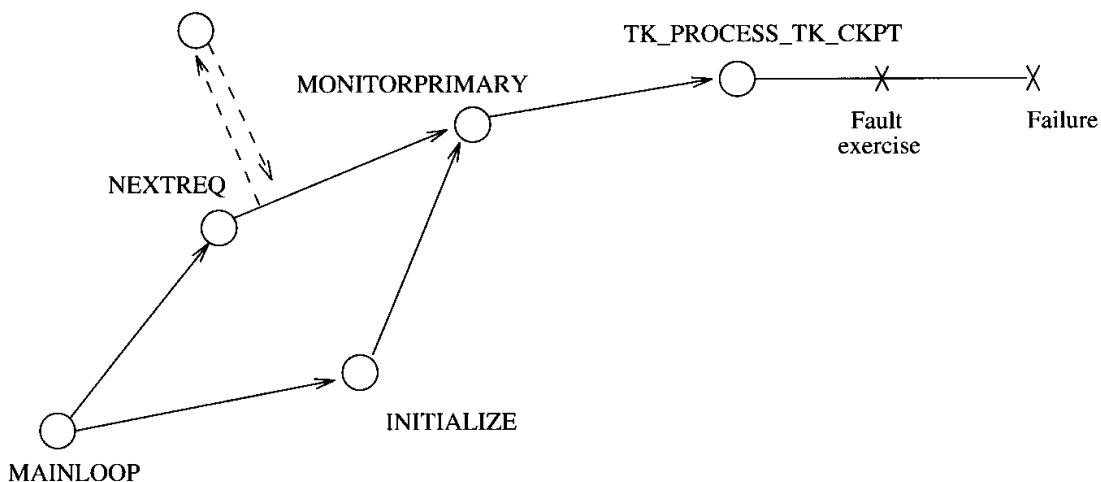 TK_PROCESS_TK_CKPT
MONITORPRIMARY
Fault
exercise
Failure
NEXTREQ
INITIALIZE
MAINLOOP